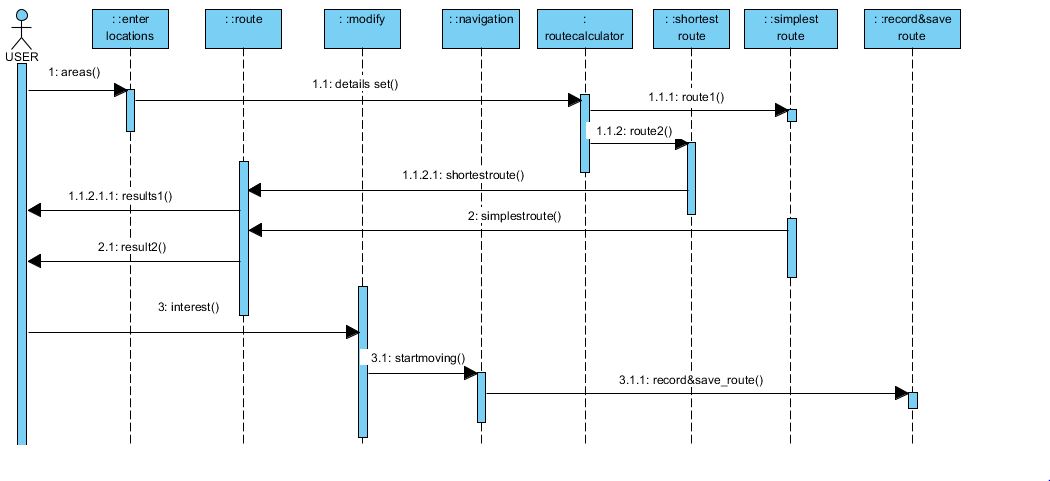 : :enter
locations
: :route
: :modify
: :navigation
:
routecalculator
: :shortest
route
: :simplest
route
: :record&save
route
USER
1: areas()
1.1: details set()
1.1.1: route1()
1.1.2: route2()
1.1.2.1: shortestroute()
1.1.2.1.1: results1()
2: simplestroute()
2.1: result2()
3: interest()
3.1: startmoving()
3.1.1: record&save_route()